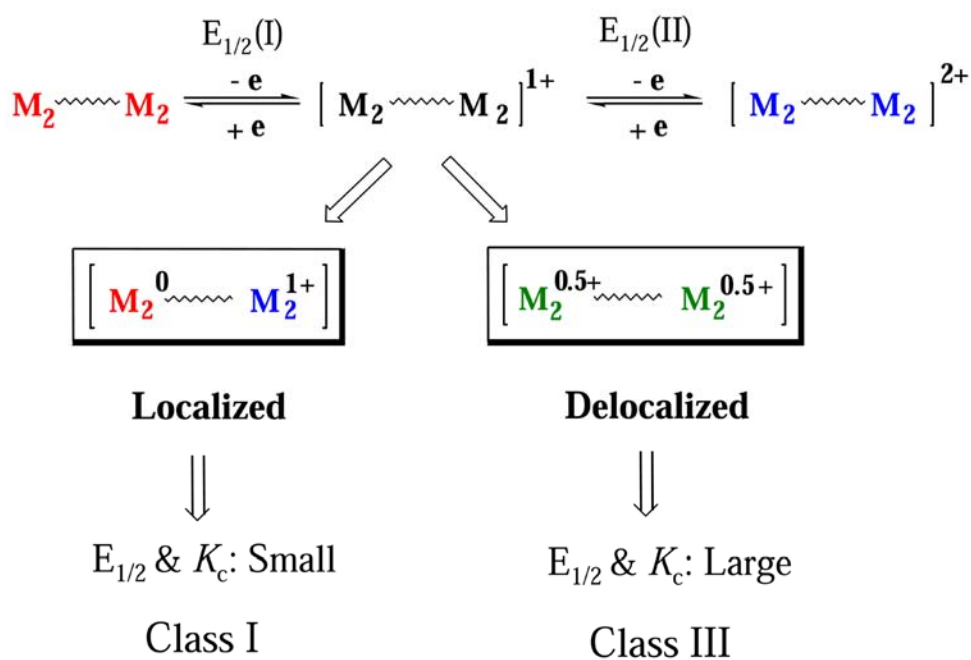 E1/2(I) E1/2(II)
M2 M2 - e + e [ M2 M2 ]1+ - e + e [ M2 M2 ]2+
[ M2 0 M2 1+ ] [ M2 0.5+ M2 0.5+ ]
Localized Delocalized
E1/2 & Kc: Small E1/2 & Kc: Large
Class I Class III